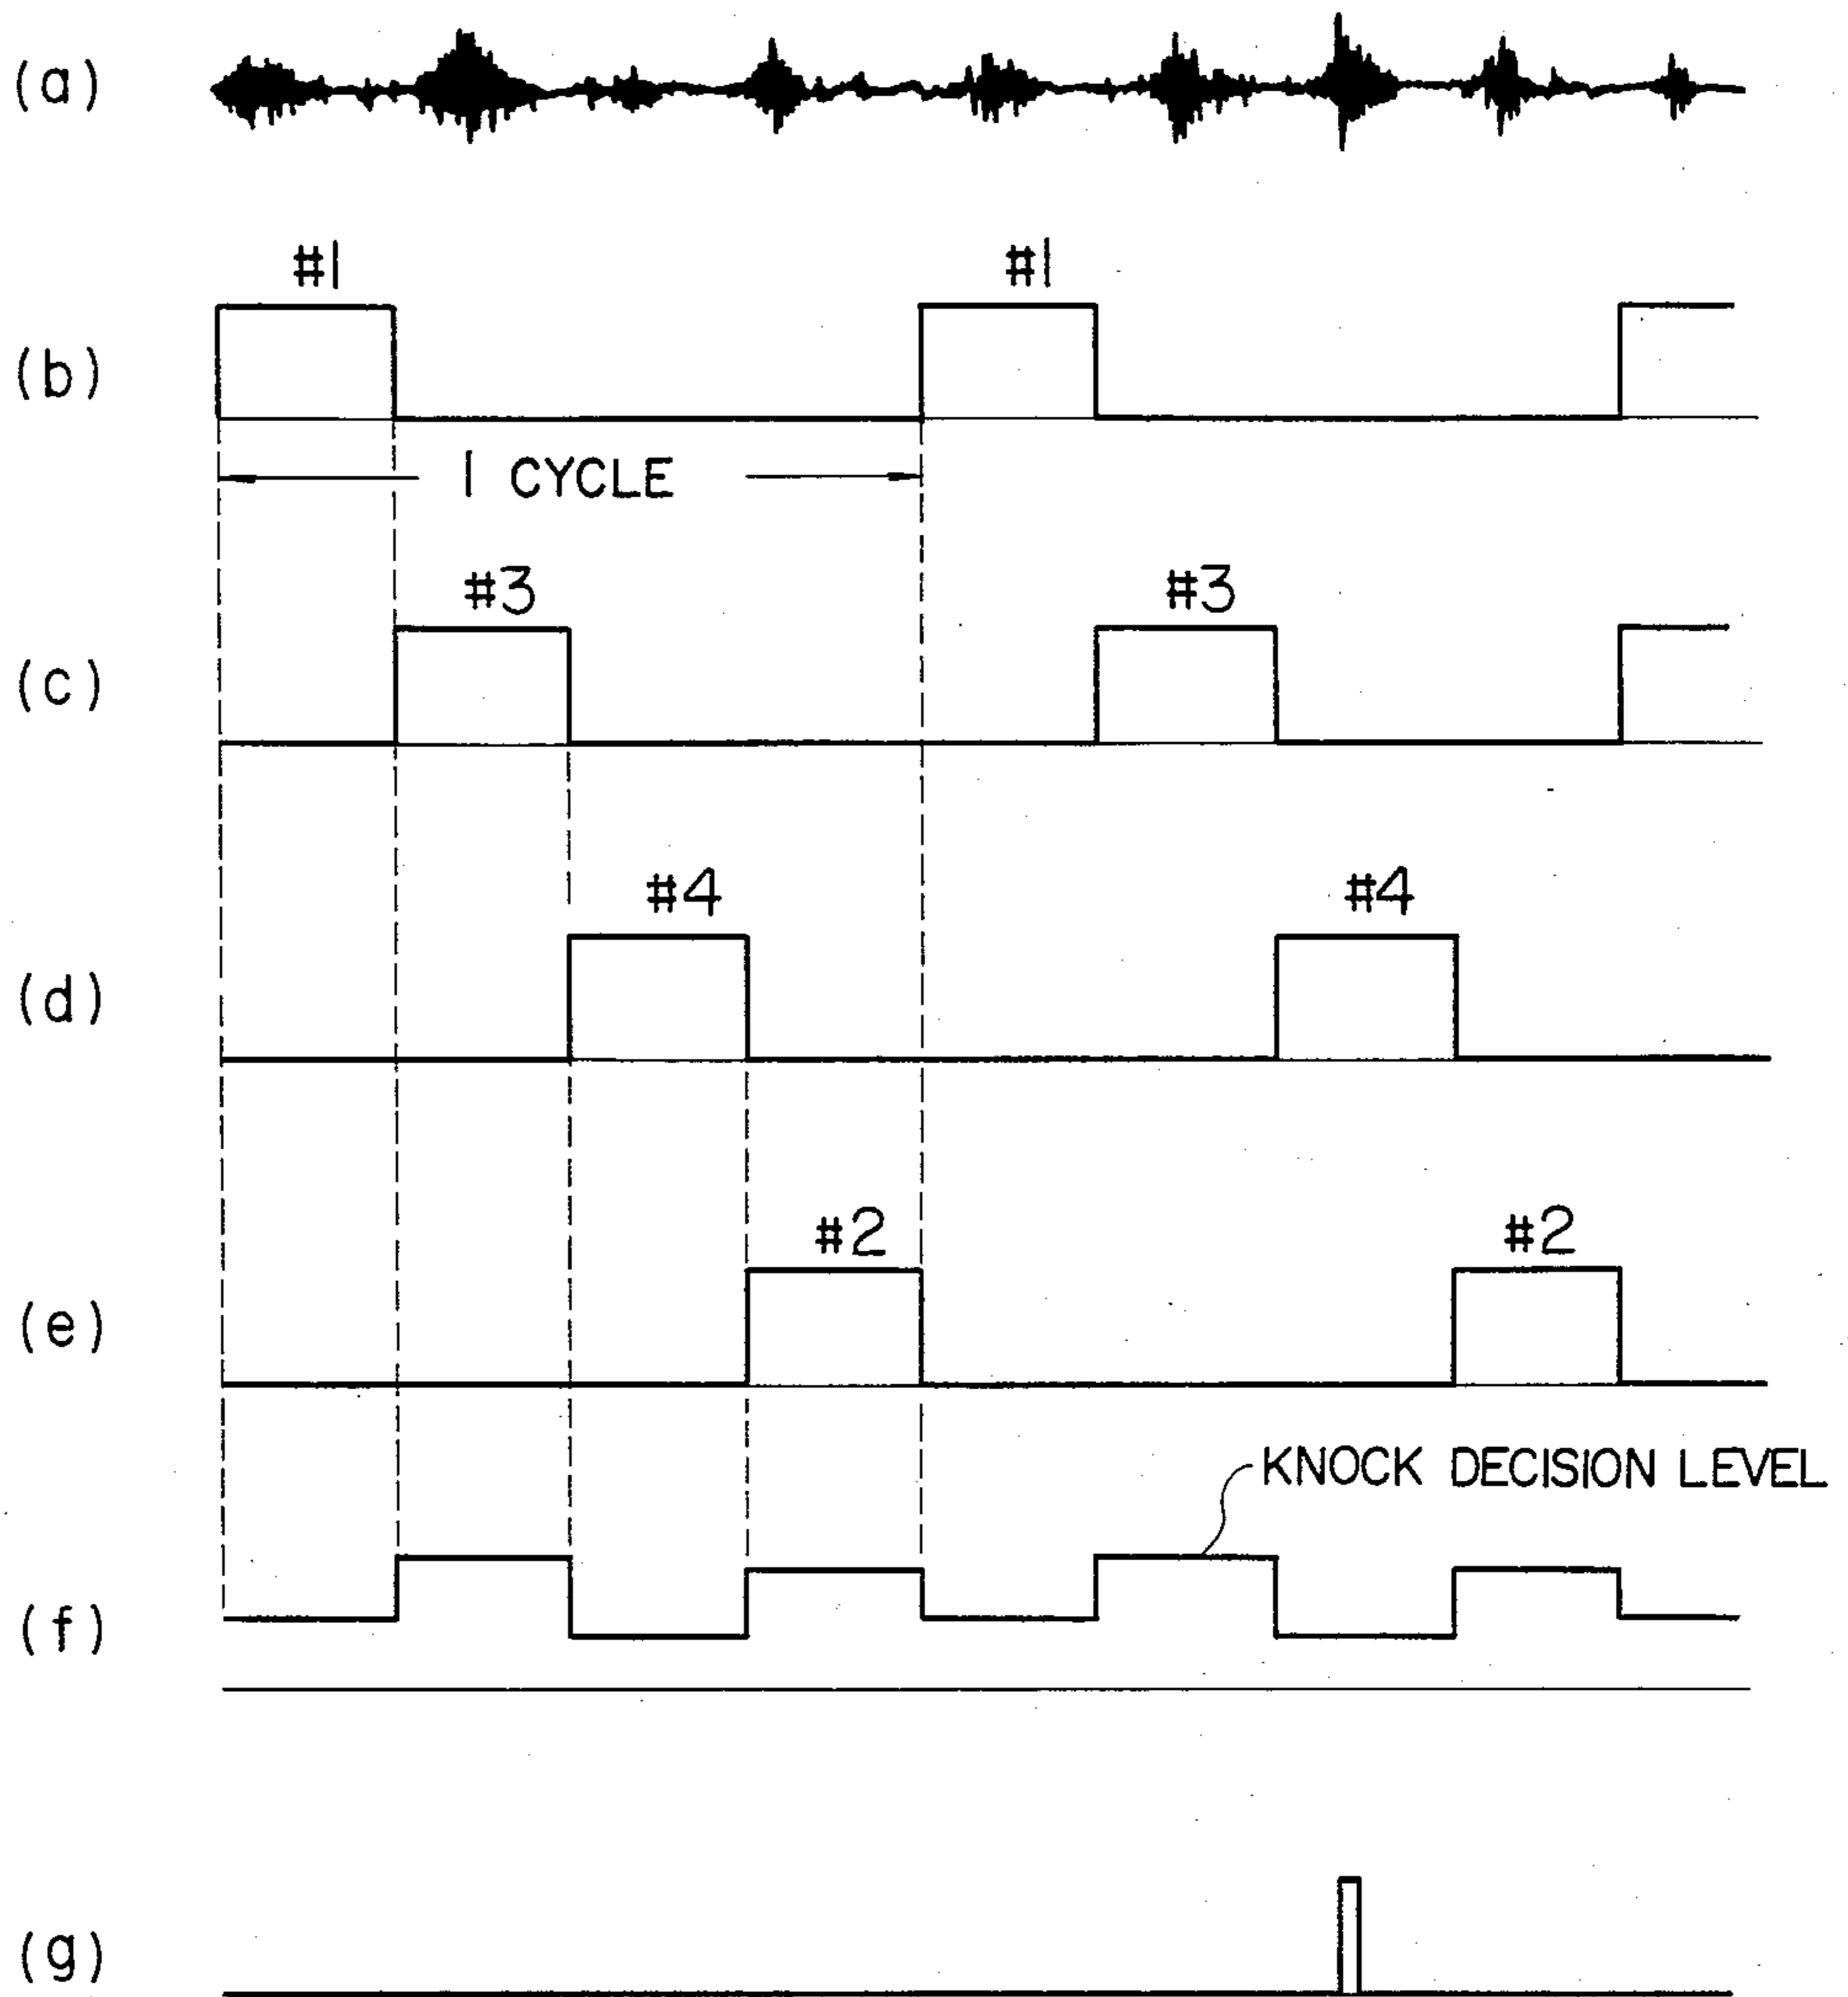 (a)
#1 #1
(b)
1 CYCLE
#3 #3
(c)
#4 #4
(d)
#2 #2
(e)
KNOCK DECISION LEVEL
(f)
(g)